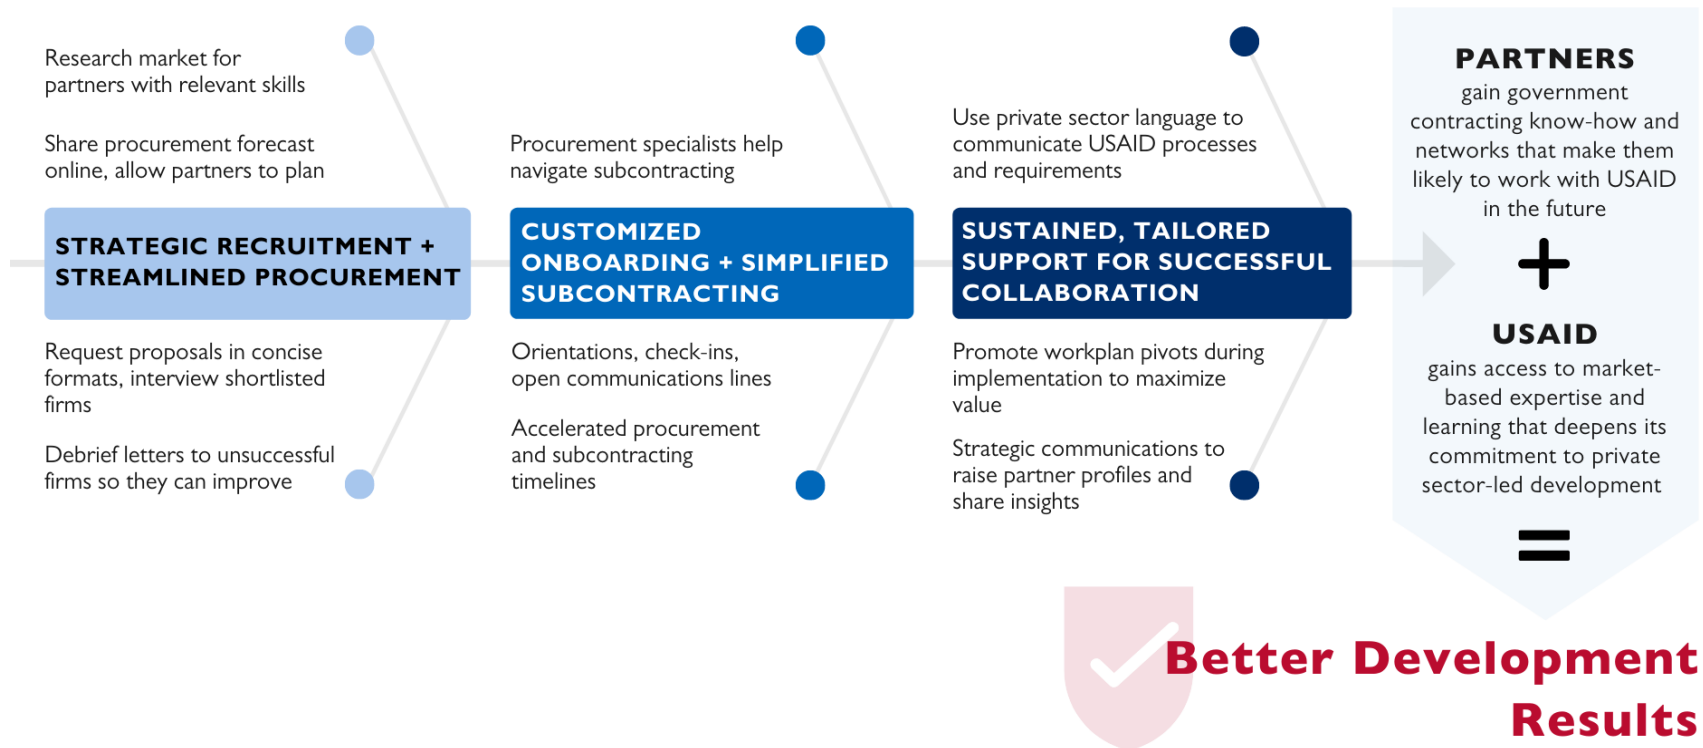 Research market for
partners with relevant skills
Share procurement forecast
online, allow partners to plan
STRATEGIC RECRUITMENT +
STREAMLINED PROCUREMENT
Request proposals in concise
formats, interview shortlisted
firms
Debrief letters to unsuccessful
firms so they can improve
Procurement specialists help
navigate subcontracting
CUSTOMIZED
ONBOARDING + SIMPLIFIED
SUBCONTRACTING
Orientations, check-ins,
open communications lines
Accelerated procurement
and subcontracting
timelines
Use private sector language to
communicate USAID processes
and requirements
SUSTAINED, TAILORED
SUPPORT FOR SUCCESSFUL
COLLABORATION
Promote workplan pivots during
implementation to maximize
value
Strategic communications to
raise partner profiles and
share insights
PARTNERS
gain government
contracting know-how and
networks that make them
likely to work with USAID
in the future
+
USAID
gains access to market-
based expertise and
learning that deepens its
commitment to private
sector-led development
=
Better Development
Results